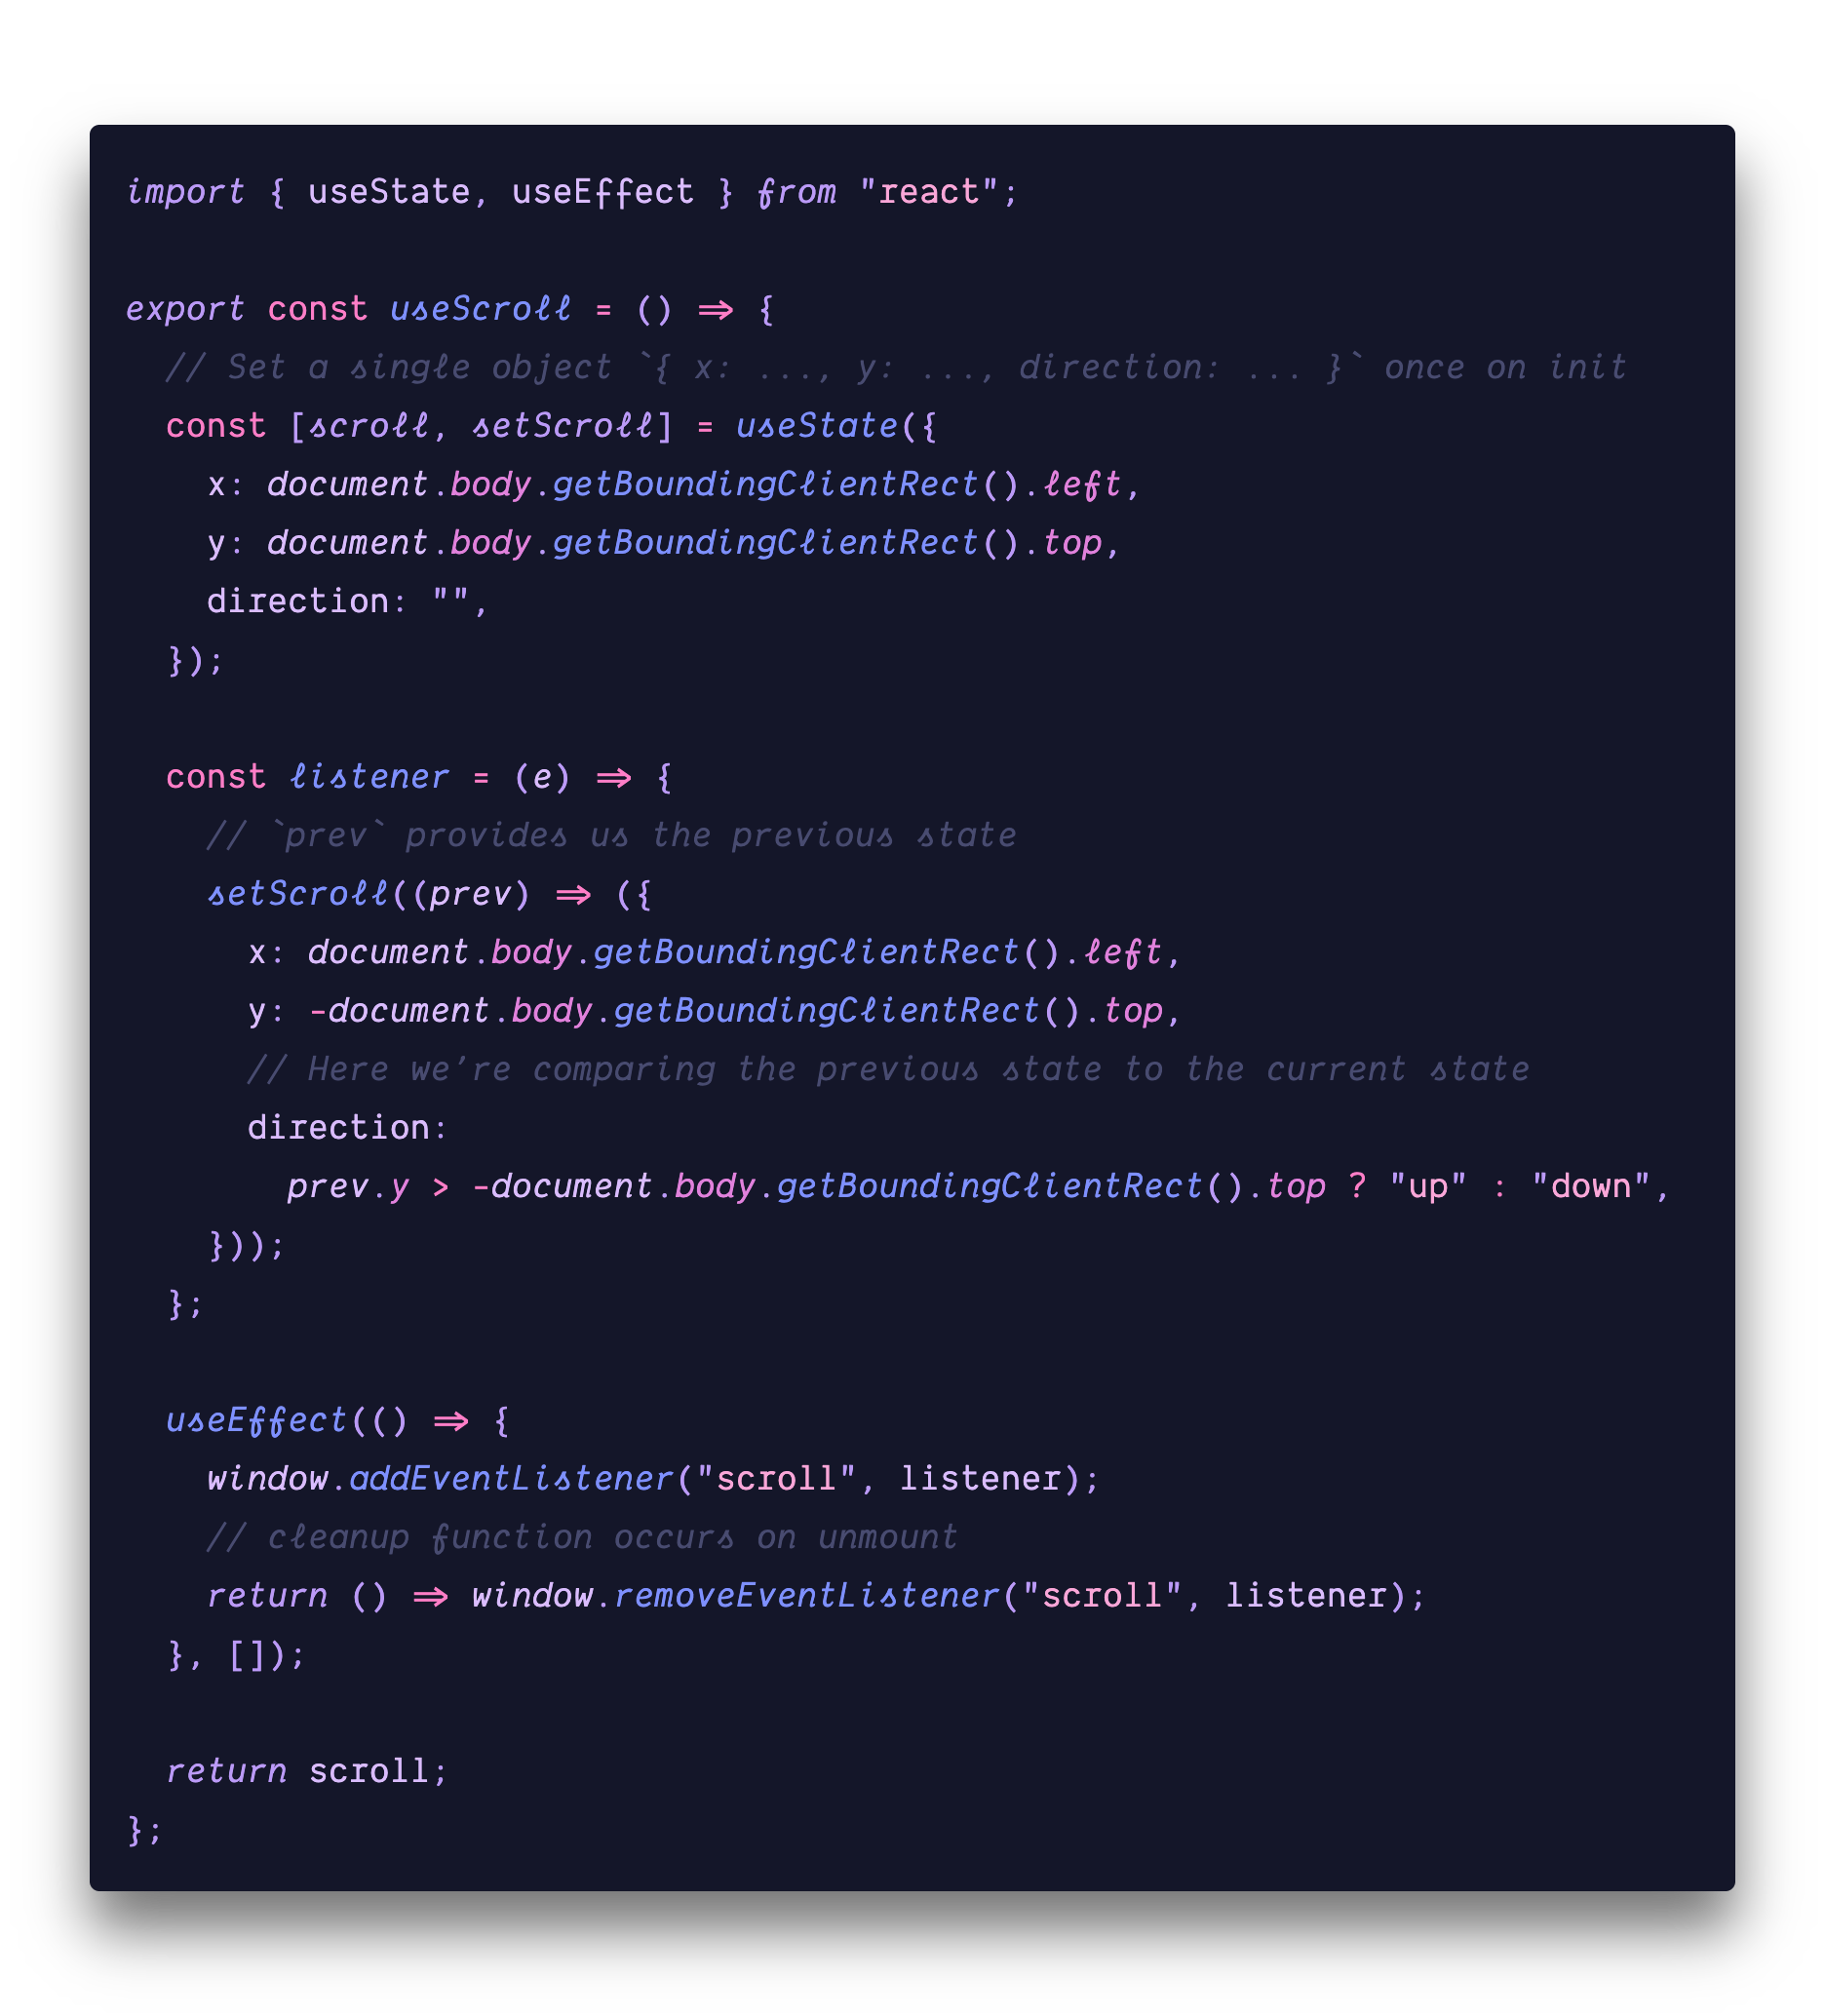 import { useState, useEffect } from "react";
export const useScroll = () => {
  // Set a single object `{ x: ..., y: ..., direction: ... }` once on init
  const [scroll, setScroll] = useState({
    x: document.body.getBoundingClientRect().left,
    y: document.body.getBoundingClientRect().top,
    direction: "",
  });
  const listener = (e) => {
    // `prev` provides us the previous state
    setScroll((prev) => ({
      x: document.body.getBoundingClientRect().left,
      y: -document.body.getBoundingClientRect().top,
      // Here we’re comparing the previous state to the current state
      direction:
        prev.y > -document.body.getBoundingClientRect().top ? "up" : "down",
    }));
  };
  useEffect(() => {
    window.addEventListener("scroll", listener);
    // cleanup function occurs on unmount
    return () => window.removeEventListener("scroll", listener);
  }, []);
  return scroll;
};